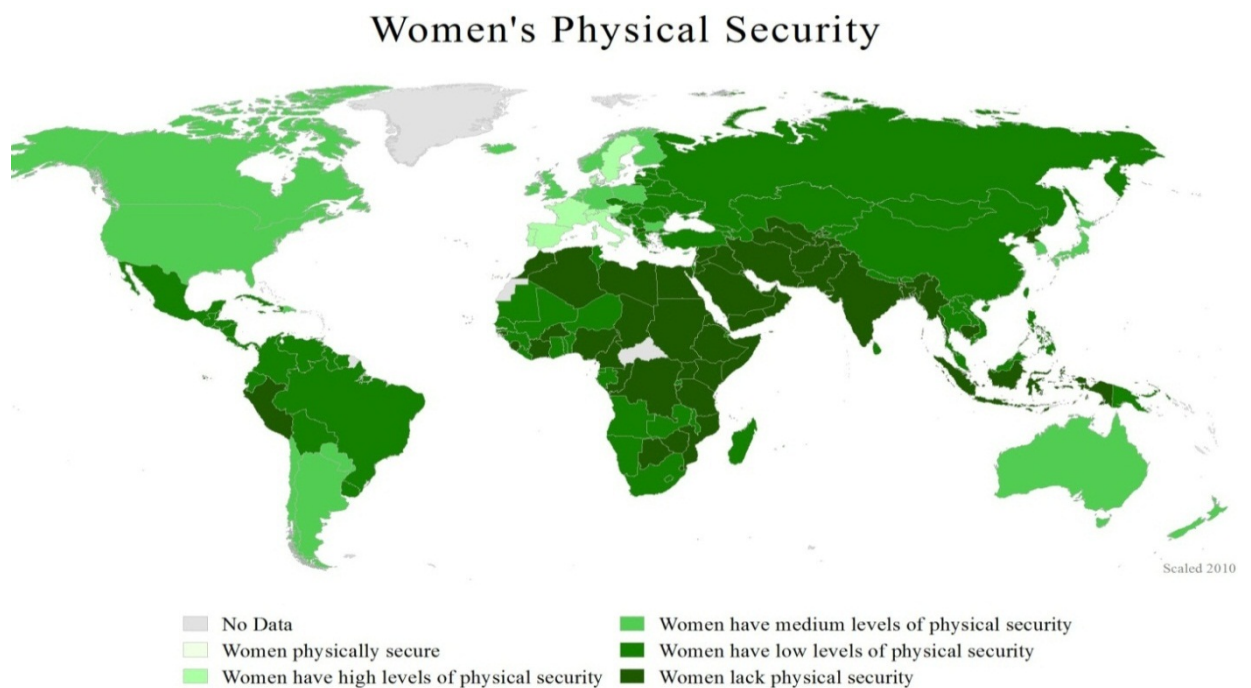 Women's Physical Security
Scaled 2010
No Data
Women physically secure
Women have high levels of physical security
Women have medium levels of physical security
Women have low levels of physical security
Women lack physical security